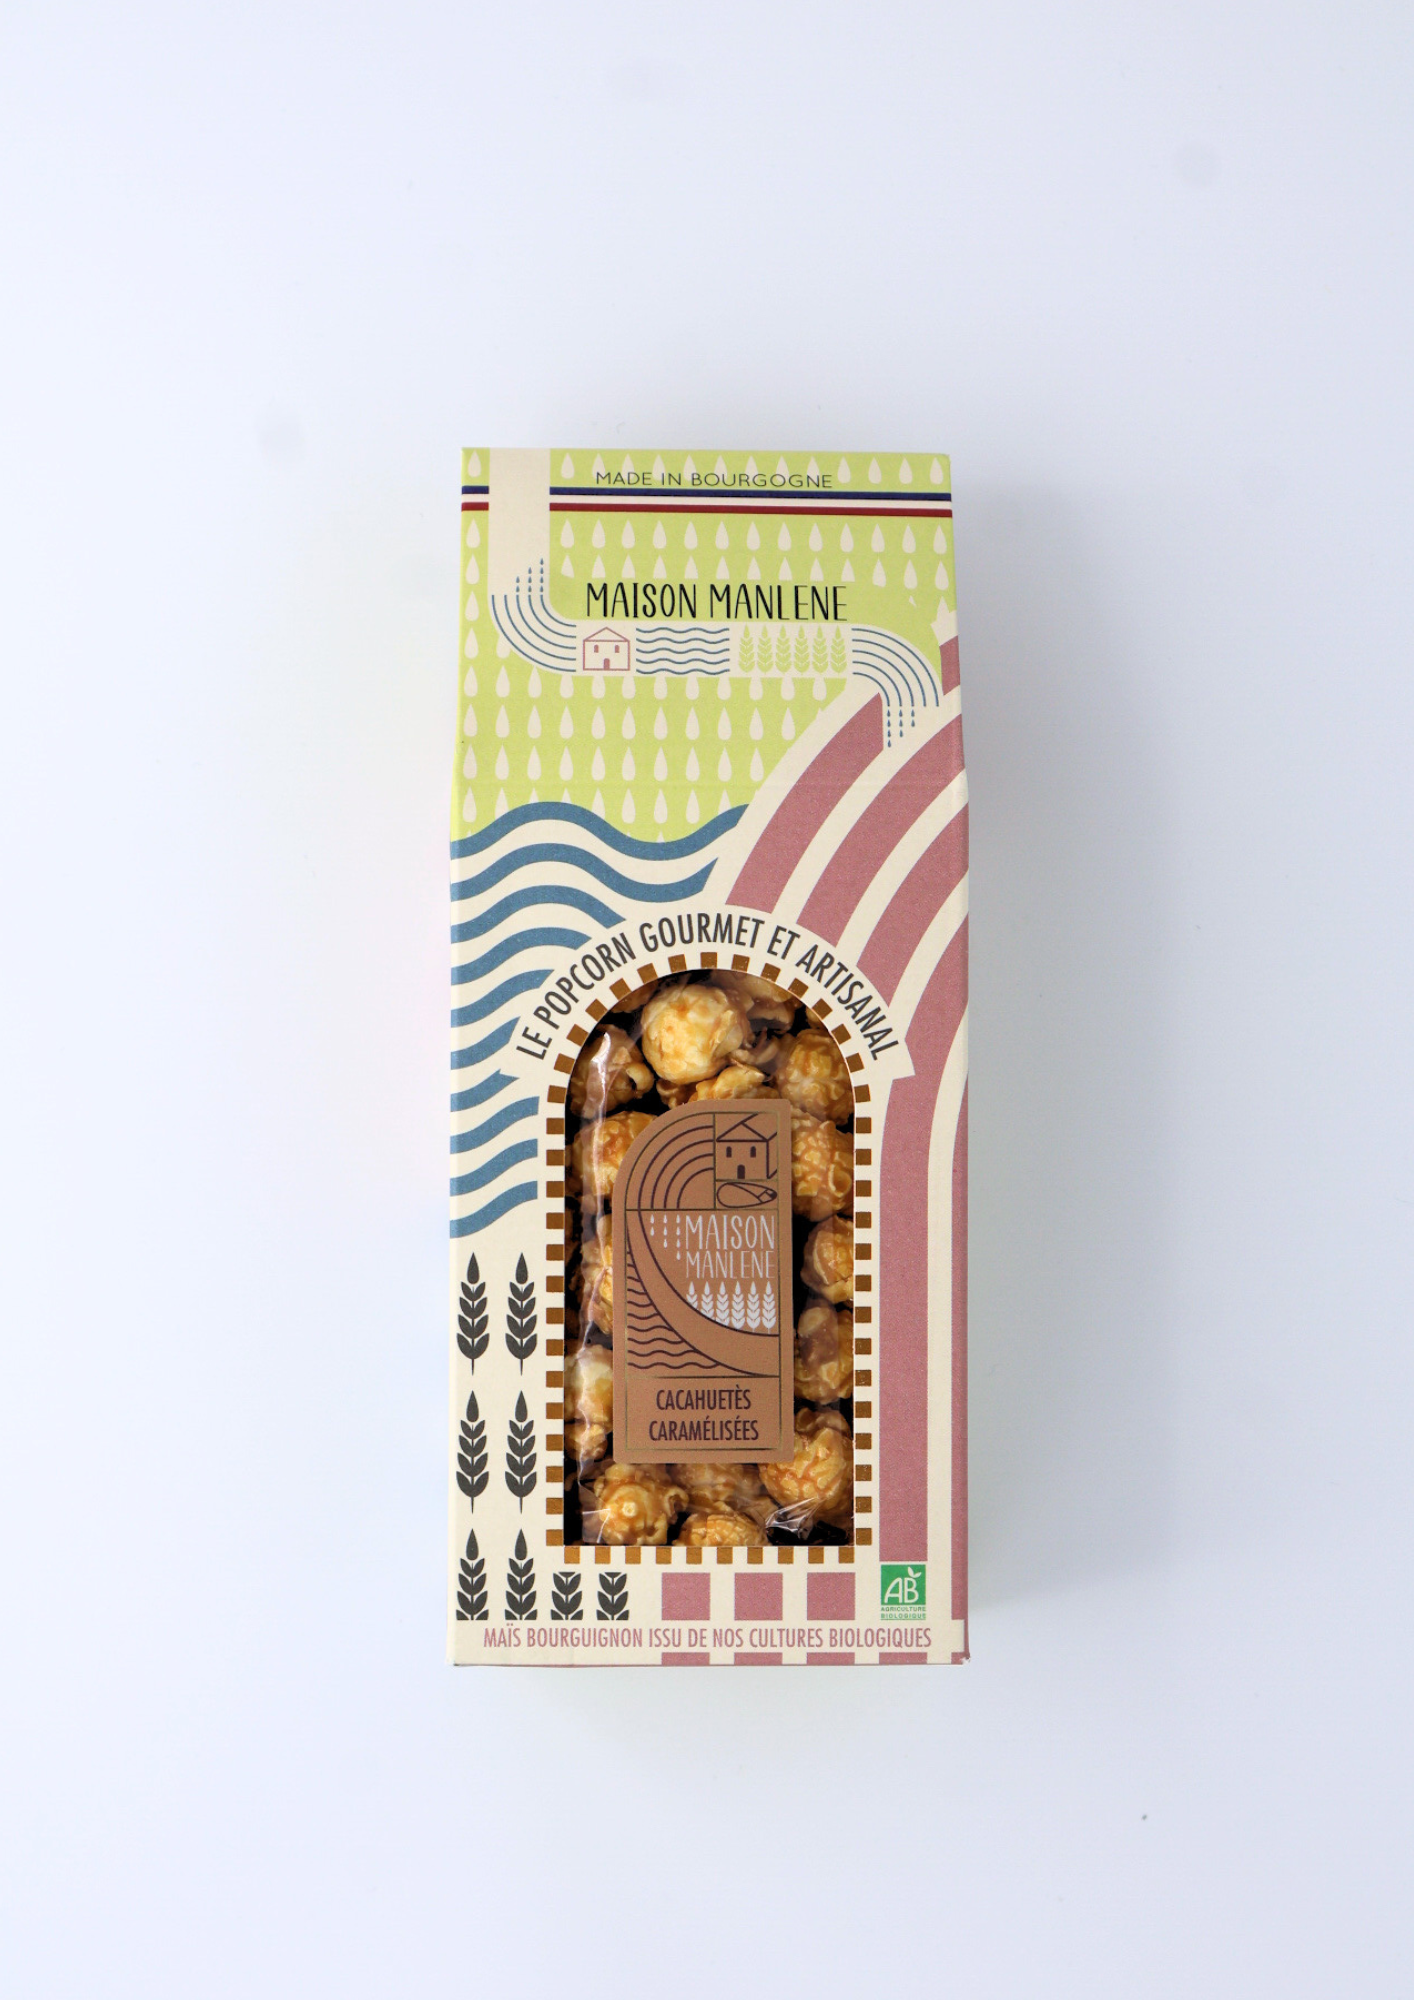 MADE IN BOURGOGNE
MAISON MANLENE
LE POPCORN GOURMET ET ARTISANAL
MAISON
MANLENE
CACAHUETÈS
CARAMÉLISÉES
AB
AGRICULTURE
BIOLOGIQUE
MAÏS BOURGUIGNON ISSU DE NOS CULTURES BIOLOGIQUES